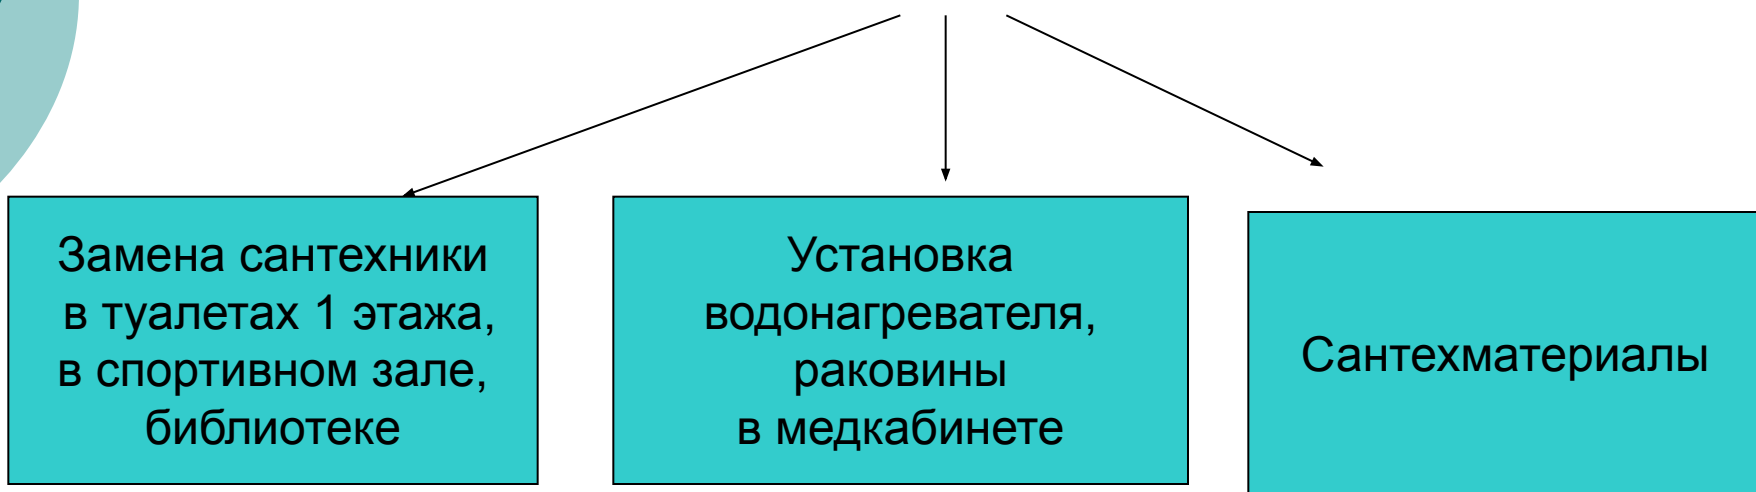 Замена сантехники
в туалетах 1 этажа,
в спортивном зале,
библиотеке
Установка
водонагревателя,
раковины
в медкабинете
Сантехматериалы